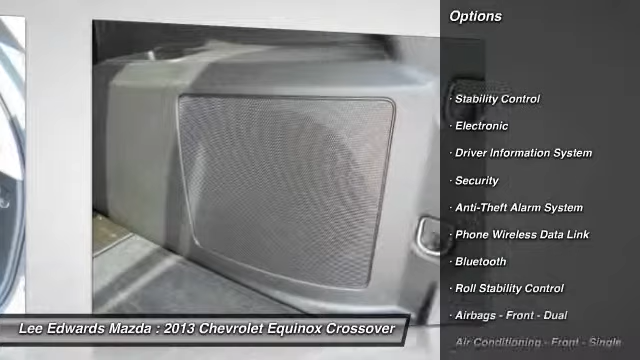 Options
· Stability Control
· Electronic
· Driver Information System
· Security
· Anti-Theft Alarm System
· Phone Wireless Data Link
· Bluetooth
· Roll Stability Control
· Airbags - Front - Dual
· Air Conditioning - Front - Single
Lee Edwards Mazda : 2013 Chevrolet Equinox Crossover